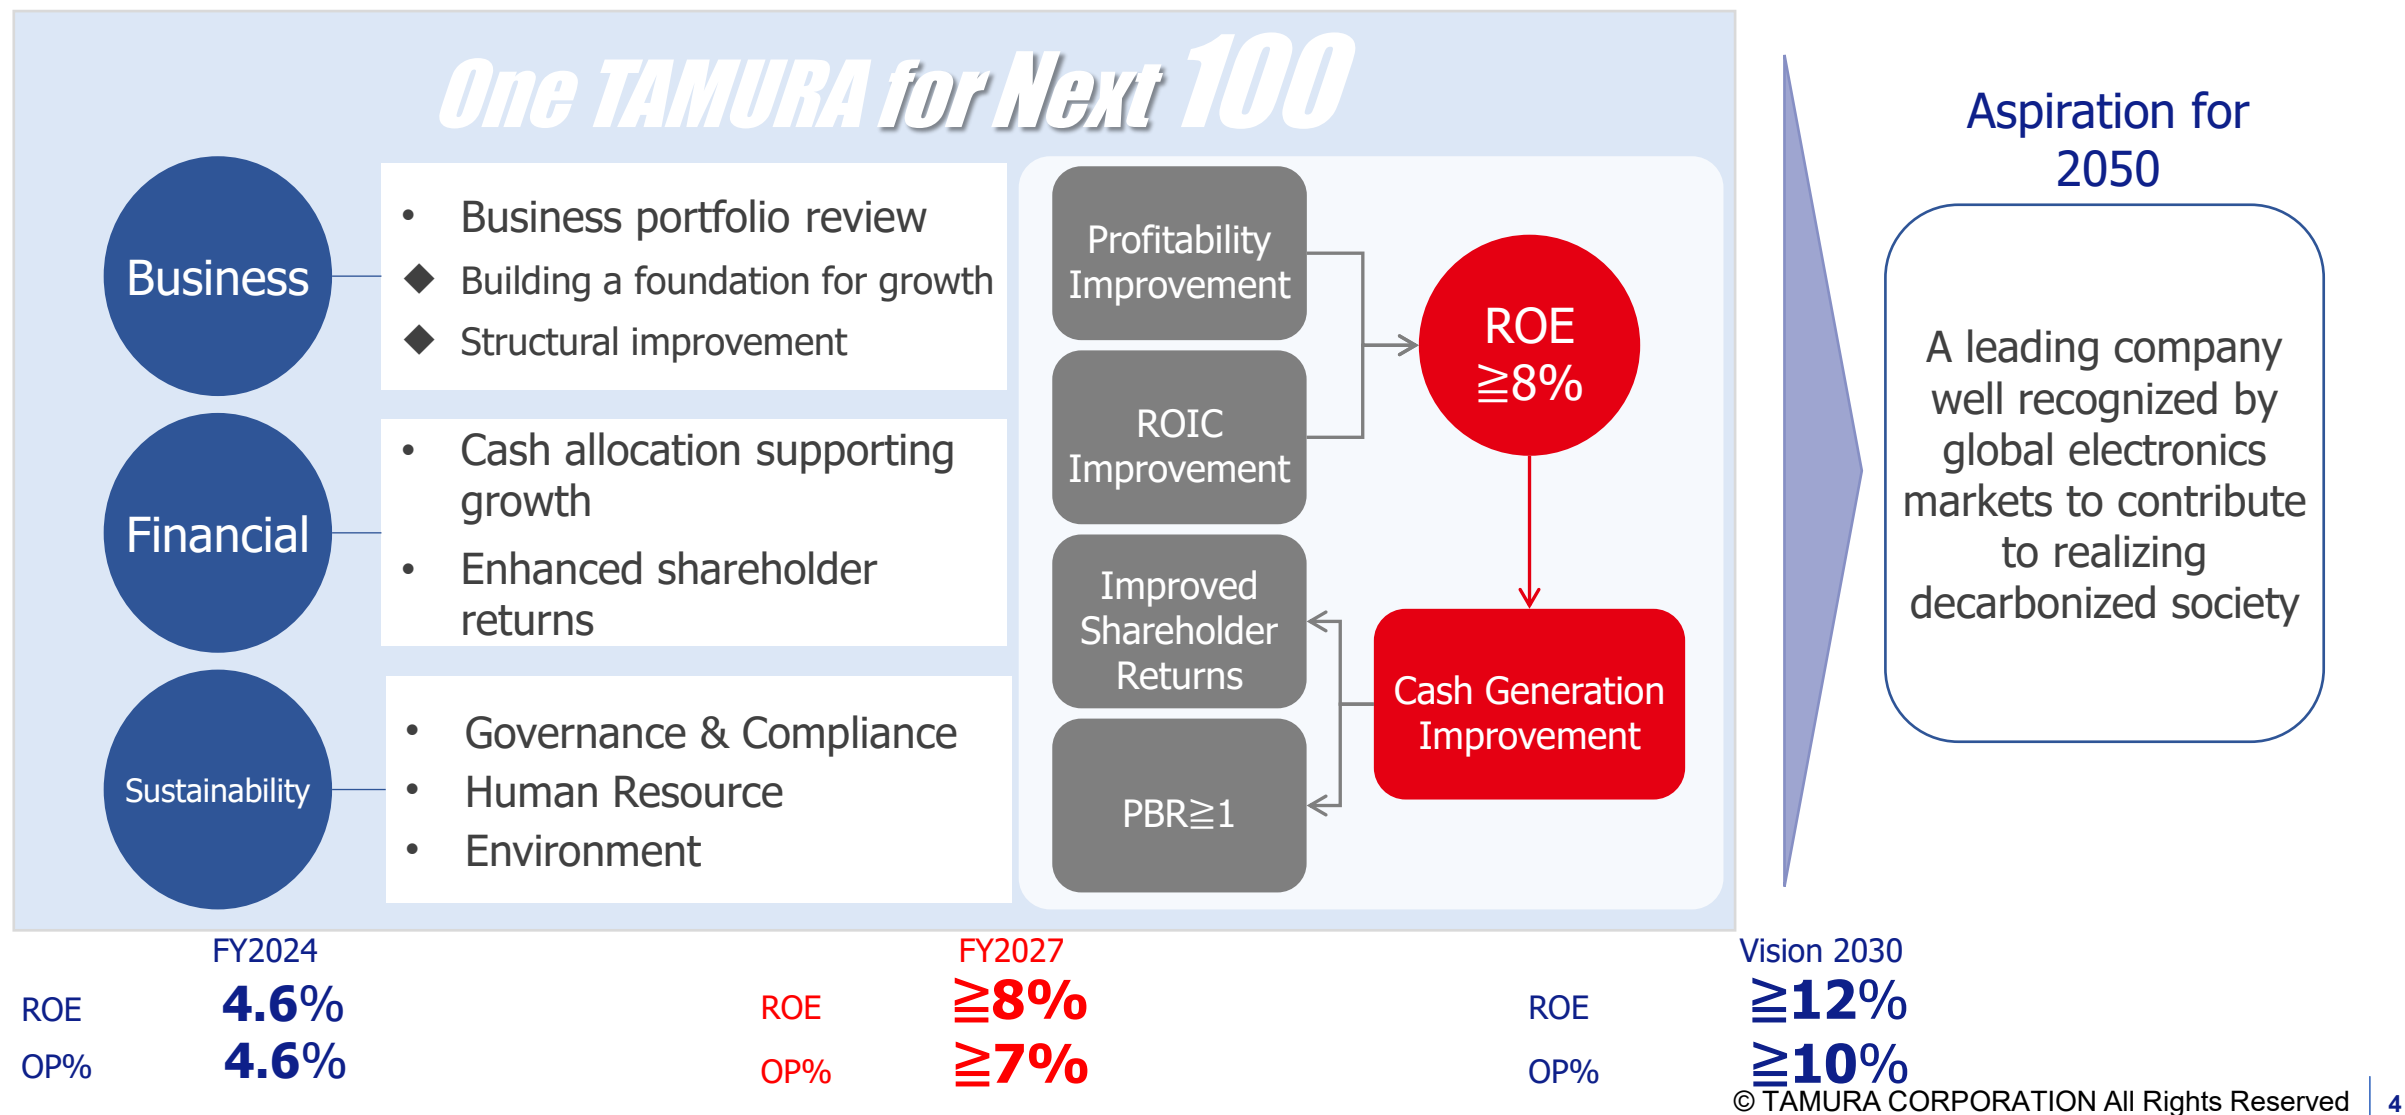 One TAMURA for Next 100
Business
• Business portfolio review
◆ Building a foundation for growth
◆ Structural improvement
Financial
• Cash allocation supporting
growth
• Enhanced shareholder
returns
Sustainability
• Governance & Compliance
• Human Resource
• Environment
Profitability
Improvement
ROIC
Improvement
ROE
≧8%
Improved
Shareholder
Returns
PBR≧1
Cash Generation
Improvement
Aspiration for
2050
A leading company
well recognized by
global electronics
markets to contribute
to realizing
decarbonized society
FY2024
ROE 4.6%
OP% 4.6%
FY2027
ROE ≧8%
OP% ≧7%
Vision 2030
ROE ≧12%
OP% ≧10%
© TAMURA CORPORATION All Rights Reserved 4